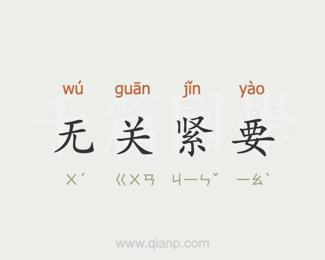 wú guān jǐn yào
无关紧要
ㄨˊ ㄍㄨㄢ ㄐㄧㄣˇ ㄧㄠˋ
www.qianp.com